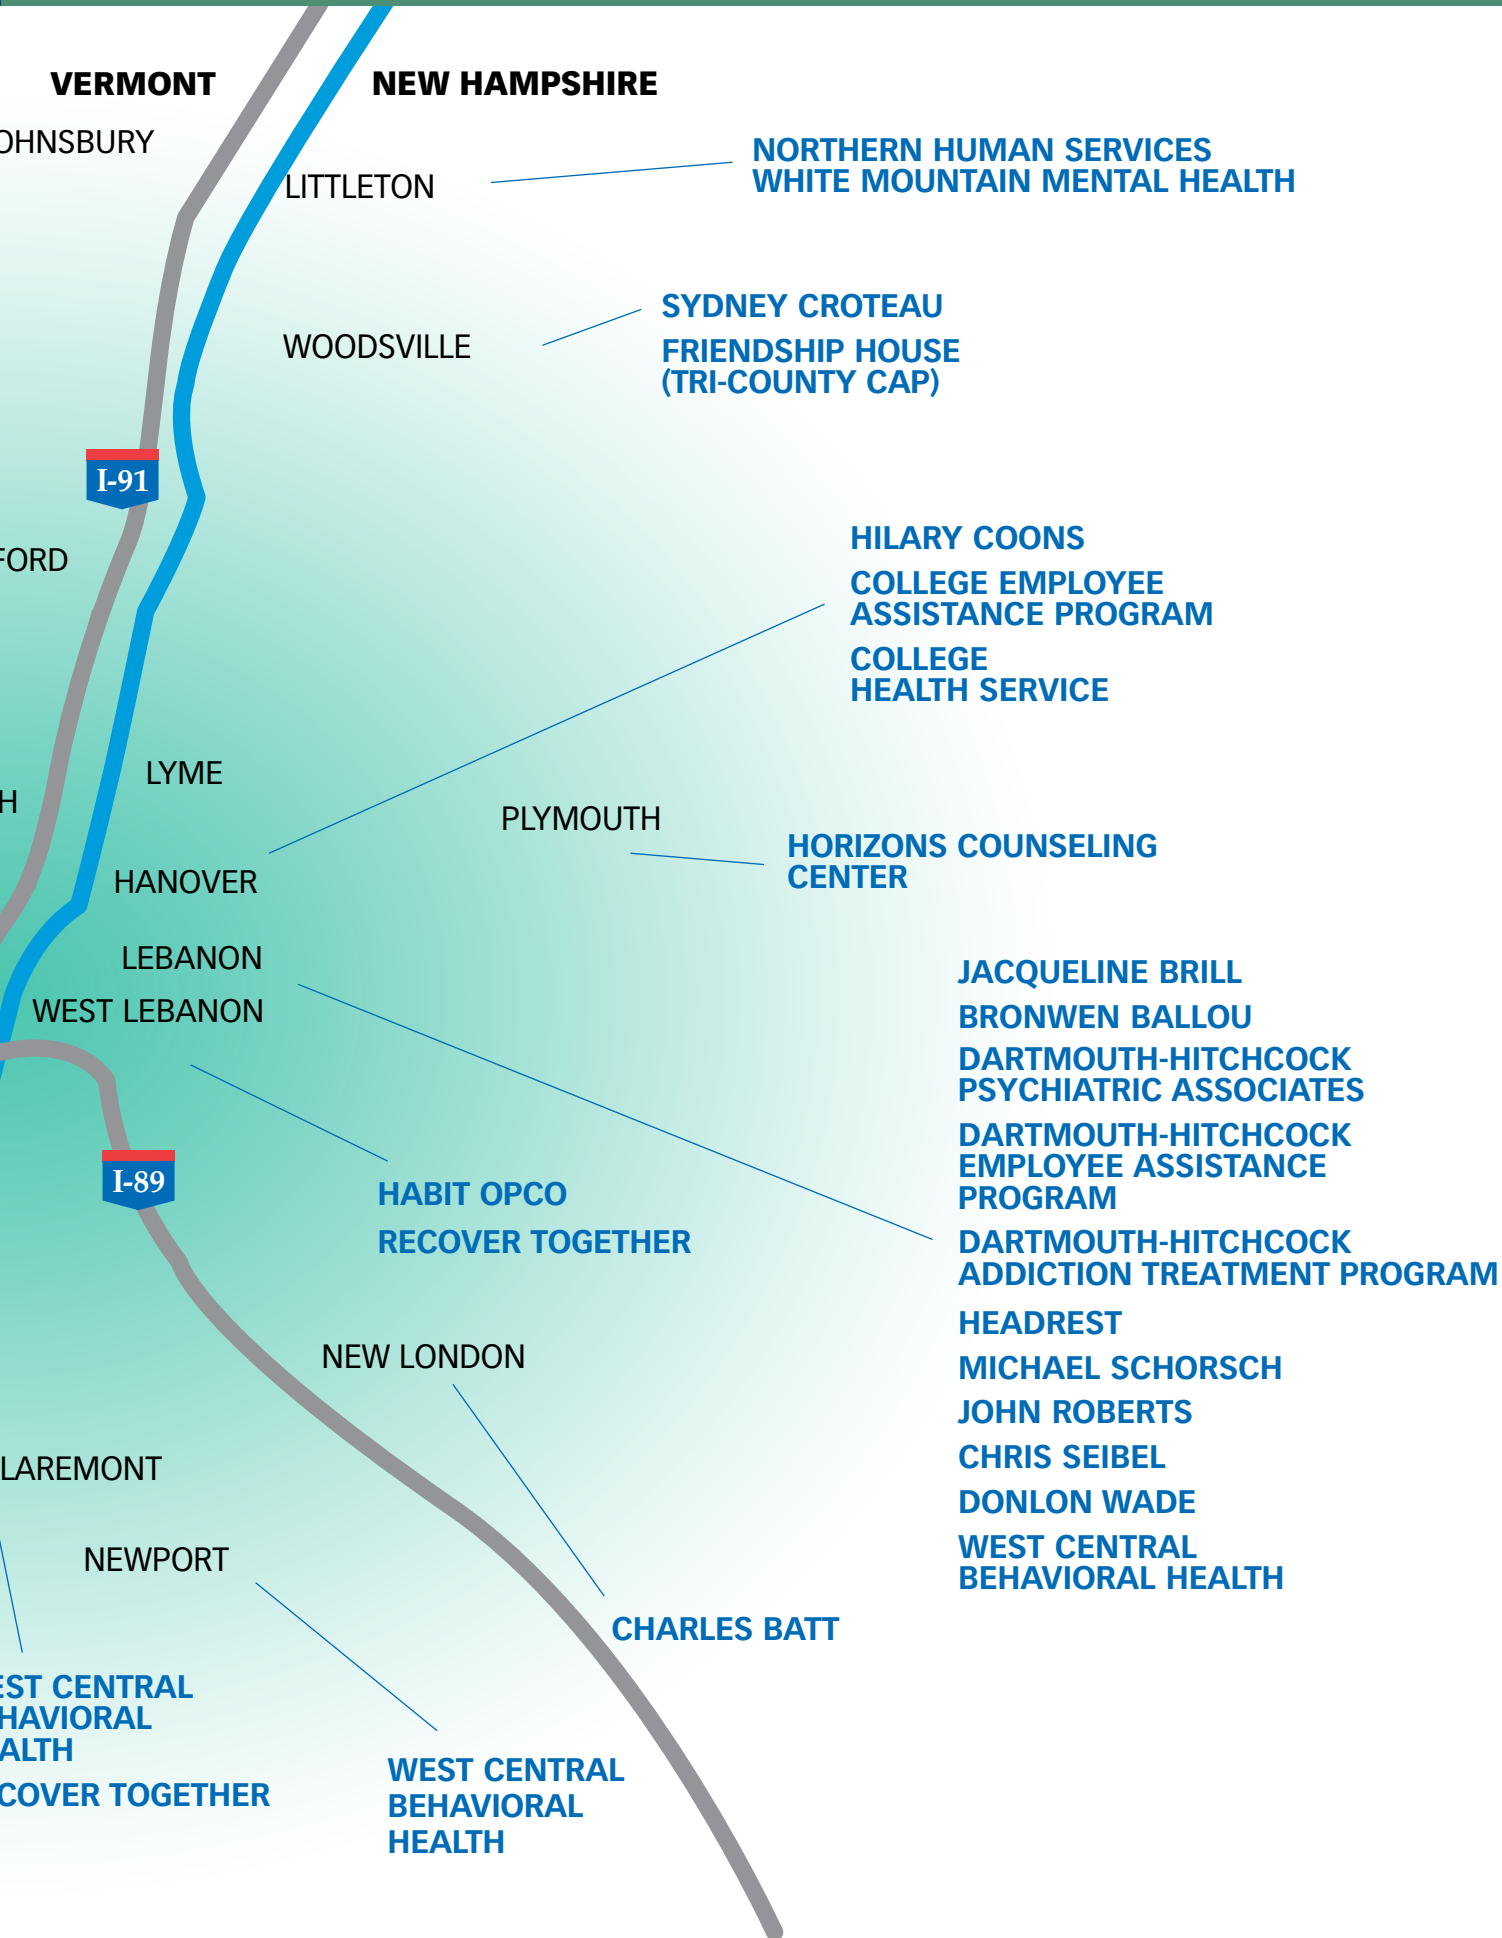 VERMONT
NEW HAMPSHIRE
OHNSBURY
LITTLETON
NORTHERN HUMAN SERVICES
WHITE MOUNTAIN MENTAL HEALTH
WOODSVILLE
SYDNEY CROTEAU
FRIENDSHIP HOUSE
(TRI-COUNTY CAP)
I-91
FORD
HILARY COONS
COLLEGE EMPLOYEE
ASSISTANCE PROGRAM
COLLEGE
HEALTH SERVICE
LYME
H
PLYMOUTH
HORIZONS COUNSELING
CENTER
HANOVER
LEBANON
WEST LEBANON
JACQUELINE BRILL
BRONWEN BALLOU
DARTMOUTH-HITCHCOCK
PSYCHIATRIC ASSOCIATES
DARTMOUTH-HITCHCOCK
EMPLOYEE ASSISTANCE
PROGRAM
DARTMOUTH-HITCHCOCK
ADDICTION TREATMENT PROGRAM
HEADREST
MICHAEL SCHORSCH
JOHN ROBERTS
CHRIS SEIBEL
DONLON WADE
WEST CENTRAL
BEHAVIORAL HEALTH
I-89
HABIT OPCO
RECOVER TOGETHER
NEW LONDON
LAREMONT
NEWPORT
CHARLES BATT
EST CENTRAL
HAVIORAL
ALTH
COVER TOGETHER
WEST CENTRAL
BEHAVIORAL
HEALTH